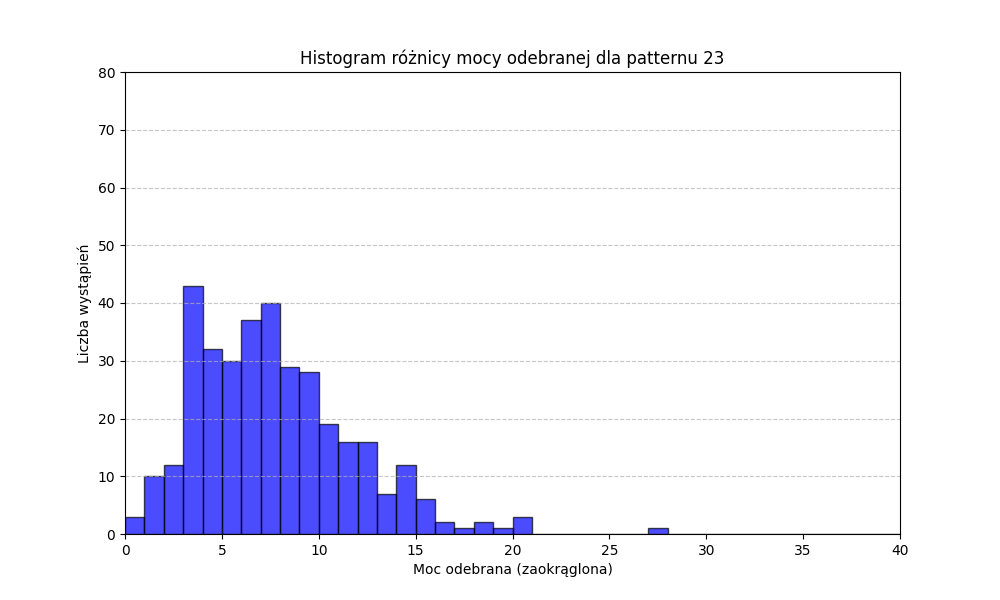 Histogram różnicy mocy odebranej dla patternu 23
80
70
60
50
40
30
20
10
0
Liczba wystąpień
0 5 10 15 20 25 30 35 40
Moc odebrana (zaokrąglona)